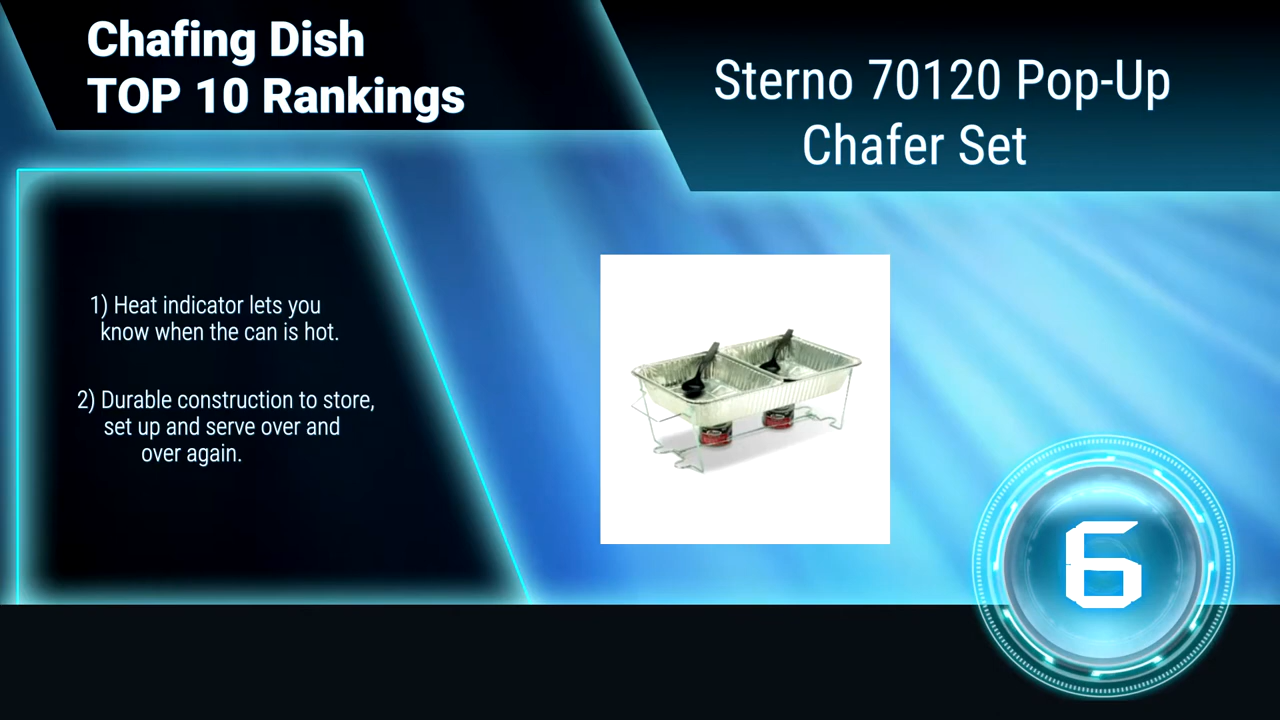 Chafing Dish
TOP 10 Rankings
Sterno 70120 Pop-Up
Chafer Set
1) Heat indicator lets you
know when the can is hot.
2) Durable construction to store,
set up and serve over and
over again.
6